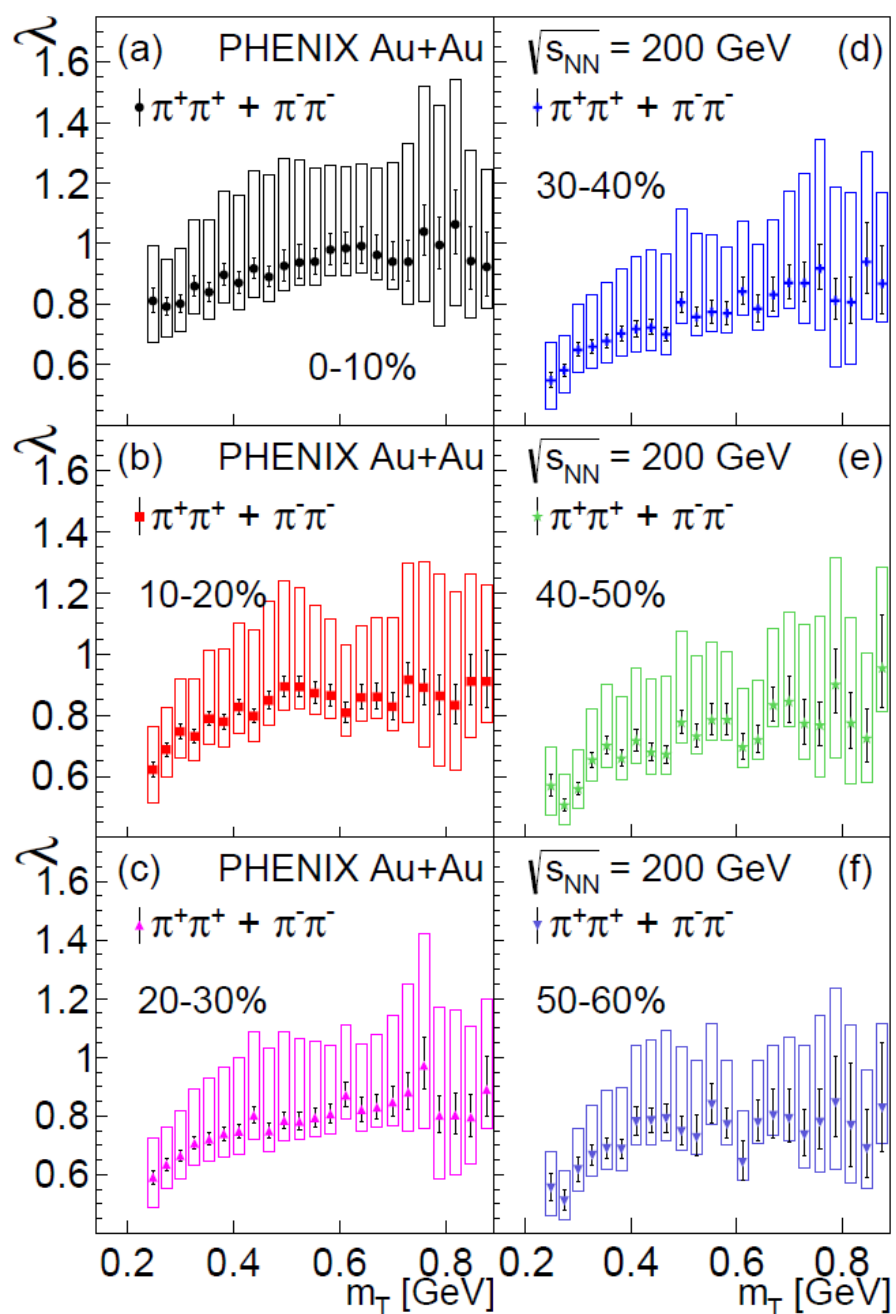 λ
(a) PHENIX Au+Au
π⁺π⁺ + π⁻π⁻
0-10%
1.6
1.4
1.2
1
0.8
0.6
√s_NN = 200 GeV (d)
π⁺π⁺ + π⁻π⁻
30-40%
λ
(b) PHENIX Au+Au
π⁺π⁺ + π⁻π⁻
10-20%
1.6
1.4
1.2
1
0.8
0.6
√s_NN = 200 GeV (e)
π⁺π⁺ + π⁻π⁻
40-50%
λ
(c) PHENIX Au+Au
π⁺π⁺ + π⁻π⁻
20-30%
1.6
1.4
1.2
1
0.8
0.6
√s_NN = 200 GeV (f)
π⁺π⁺ + π⁻π⁻
50-60%
0.2 0.4 0.6 0.8 0.2 0.4 0.6 0.8
m_T [GeV] m_T [GeV]